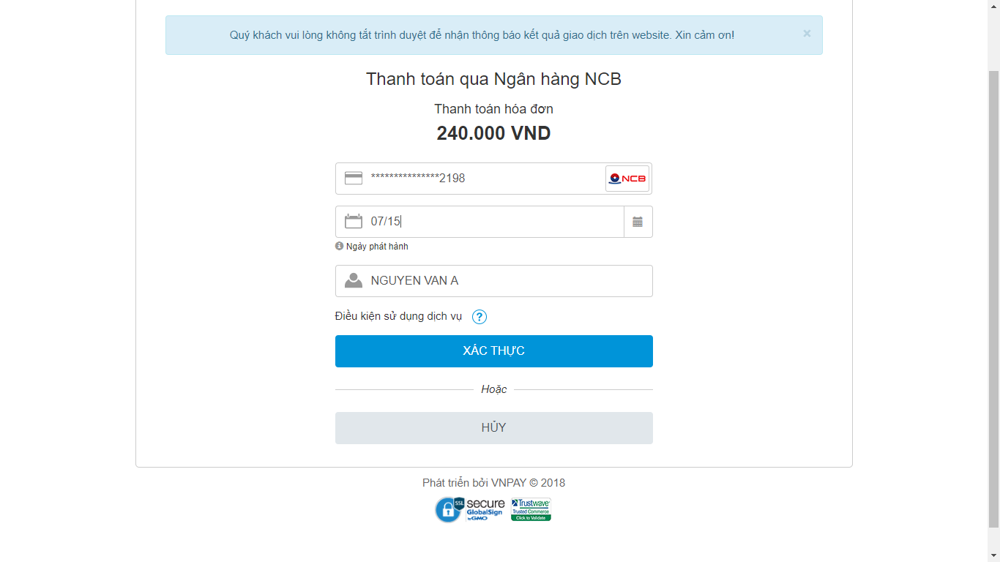 Quý khách vui lòng không tắt trình duyệt để nhận thông báo kết quả giao dịch trên website. Xin cảm ơn! ×
Thanh toán qua Ngân hàng NCB
Thanh toán hóa đơn
240.000 VND
***************2198 NCB
07/15
Ngày phát hành
NGUYEN VAN A
Điều kiện sử dụng dịch vụ ?
XÁC THỰC
Hoặc
HỦY
Phát triển bởi VNPAY © 2018
SSL secure GlobalSign by GMO
Trustwave Trusted Commerce Click to Validate